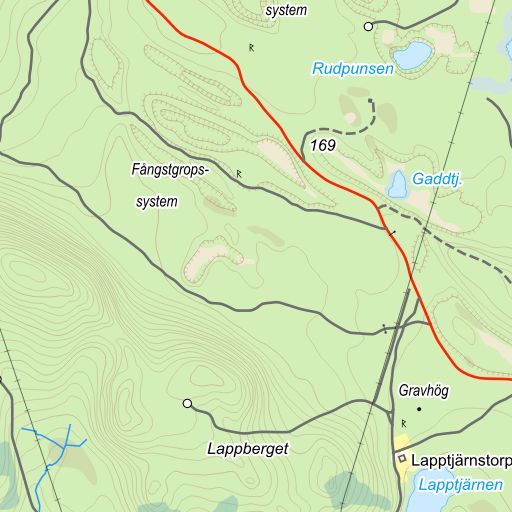 system
Rudpunsen
R
169
Fångstgrops-
system
R
Gaddtj.
Gravhög
R
Lappberget
Lapptjärnstorp
Lapptjärnen